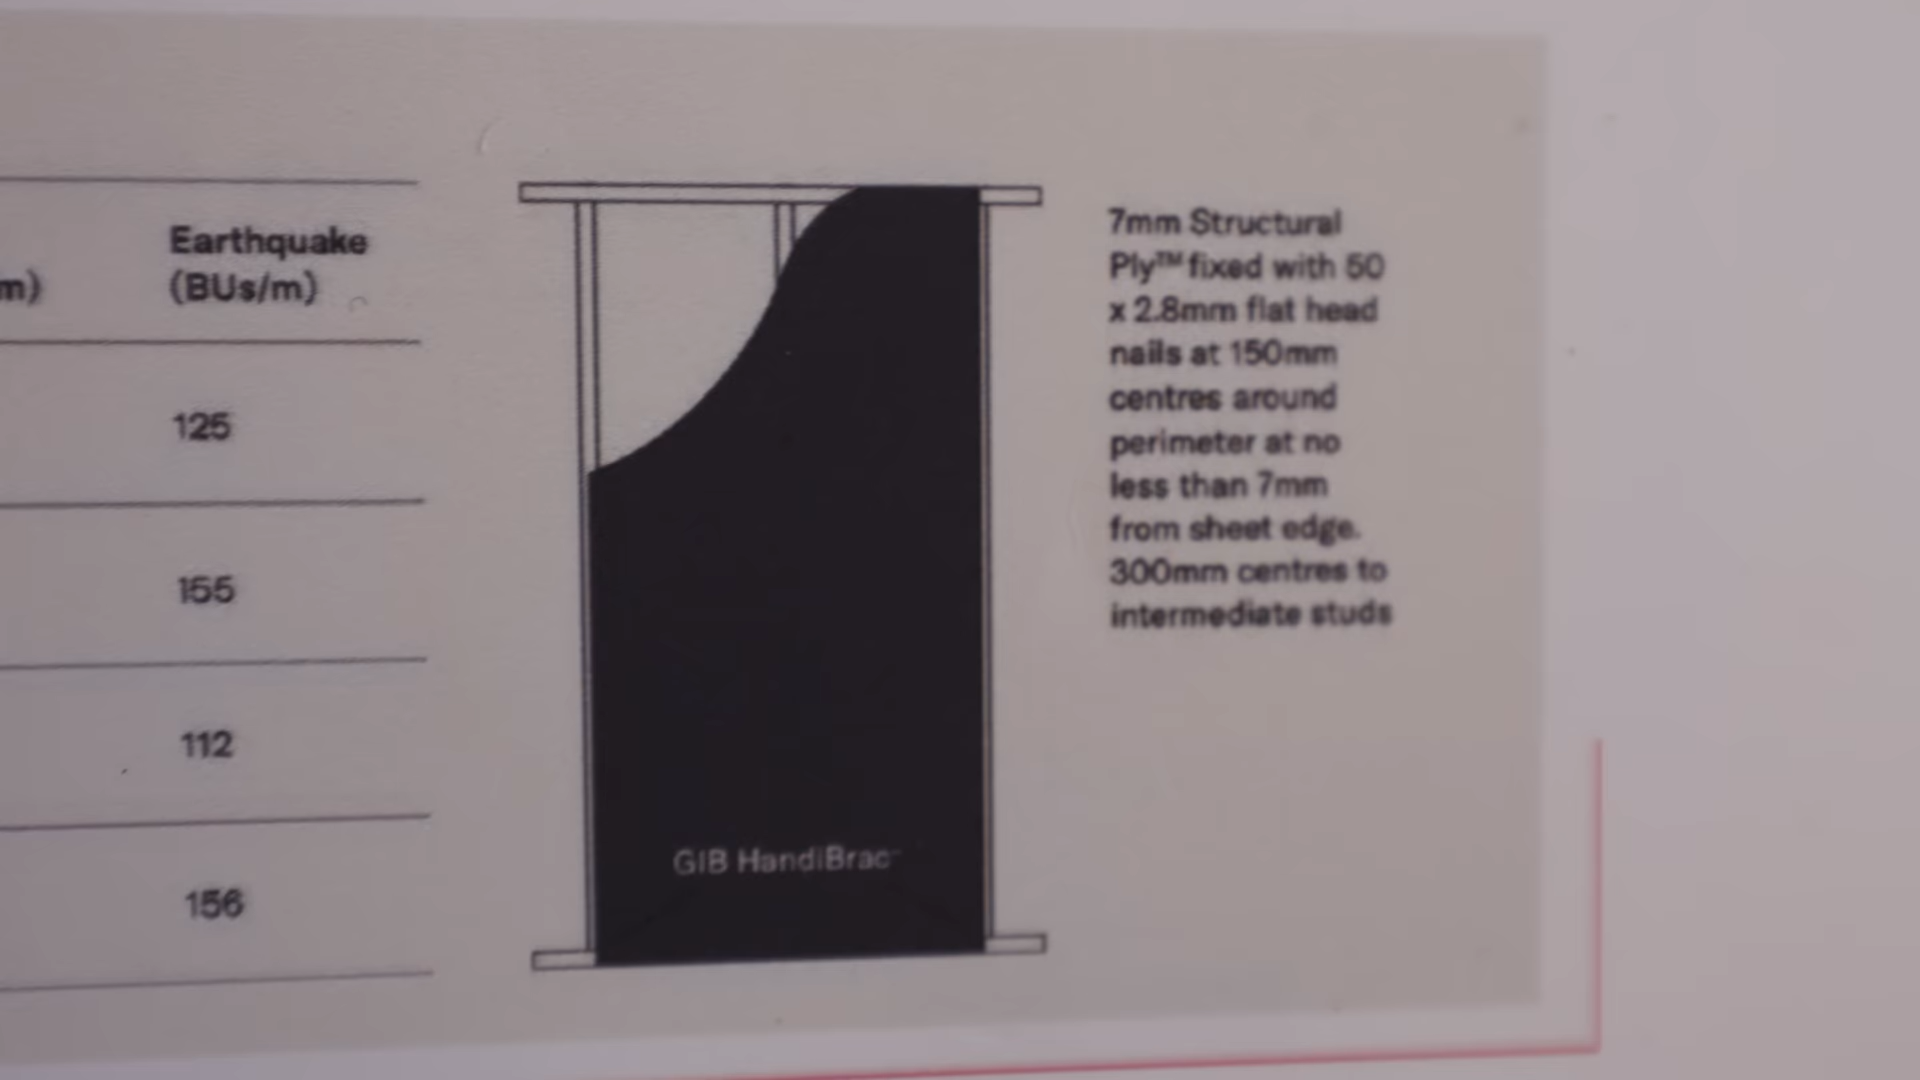 m)
Earthquake
(BUs/m)
125
155
112
156
GIB HandiBrac™
7mm Structural
Ply™ fixed with 50
x 2.8mm flat head
nails at 150mm
centres around
perimeter at no
less than 7mm
from sheet edge.
300mm centres to
intermediate studs